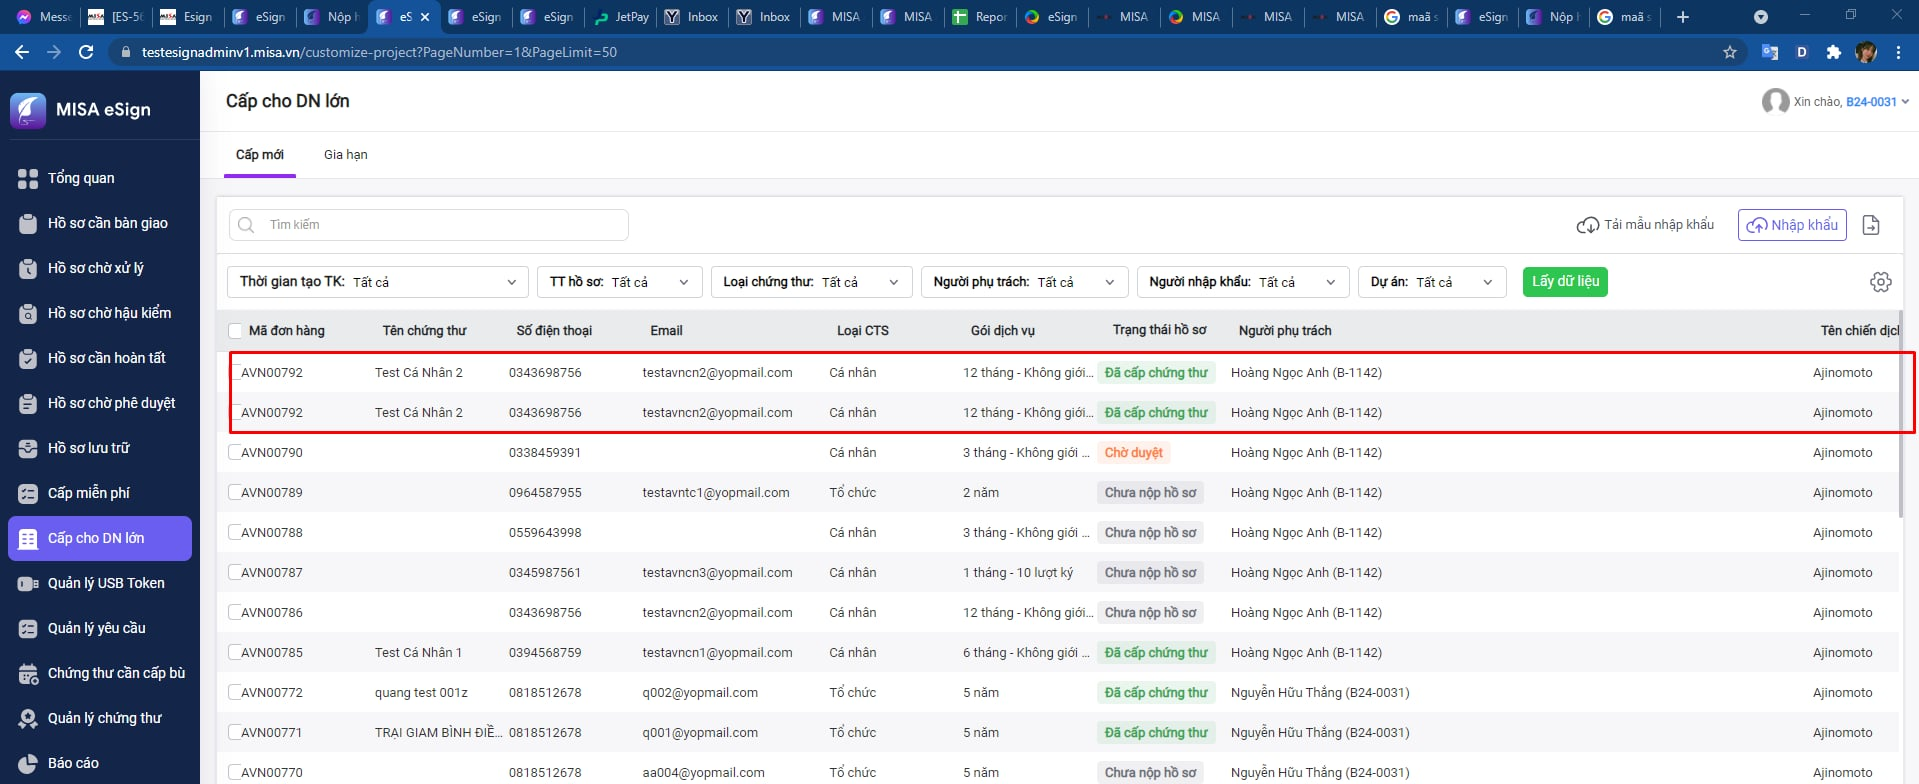 Messe
[ES-56
Esign
eSign
Nộp h
eS
eSign
eSign
JetPay
Inbox
Inbox
MISA
MISA
Repor
eSign
MISA
MISA
MISA
MISA
maã s
eSign
Nộp h
maã s
testesignadminv1.misa.vn/customize-project?PageNumber=1&PageLimit=50
MISA eSign
Cấp cho DN lớn
Xin chào, B24-0031
Cấp mới Gia hạn
Tổng quan
Hồ sơ cần bàn giao
Hồ sơ chờ xử lý
Hồ sơ chờ hậu kiểm
Hồ sơ cần hoàn tất
Hồ sơ chờ phê duyệt
Hồ sơ lưu trữ
Cấp miễn phí
Cấp cho DN lớn
Quản lý USB Token
Quản lý yêu cầu
Chứng thư cần cấp bù
Quản lý chứng thư
Báo cáo
Tìm kiếm
Tải mẫu nhập khẩu
Nhập khẩu
Thời gian tạo TK: Tất cả
TT hồ sơ: Tất cả
Loại chứng thư: Tất cả
Người phụ trách: Tất cả
Người nhập khẩu: Tất cả
Dự án: Tất cả
Lấy dữ liệu
Mã đơn hàng Tên chứng thư Số điện thoại Email Loại CTS Gói dịch vụ Trạng thái hồ sơ Người phụ trách Tên chiến dịch
AVN00792 Test Cá Nhân 2 0343698756 testavncn2@yopmail.com Cá nhân 12 tháng - Không giới... Đã cấp chứng thư Hoàng Ngọc Anh (B-1142) Ajinomoto
AVN00792 Test Cá Nhân 2 0343698756 testavncn2@yopmail.com Cá nhân 12 tháng - Không giới... Đã cấp chứng thư Hoàng Ngọc Anh (B-1142) Ajinomoto
AVN00790 0338459391 Cá nhân 3 tháng - Không giới ... Chờ duyệt Hoàng Ngọc Anh (B-1142) Ajinomoto
AVN00789 0964587955 testavntc1@yopmail.com Tổ chức 2 năm Chưa nộp hồ sơ Hoàng Ngọc Anh (B-1142) Ajinomoto
AVN00788 0559643998 Cá nhân 3 tháng - Không giới ... Chưa nộp hồ sơ Hoàng Ngọc Anh (B-1142) Ajinomoto
AVN00787 0345987561 testavncn3@yopmail.com Cá nhân 1 tháng - 10 lượt ký Chưa nộp hồ sơ Hoàng Ngọc Anh (B-1142) Ajinomoto
AVN00786 0343698756 testavncn2@yopmail.com Cá nhân 12 tháng - Không giới... Chưa nộp hồ sơ Hoàng Ngọc Anh (B-1142) Ajinomoto
AVN00785 Test Cá Nhân 1 0394568759 testavncn1@yopmail.com Cá nhân 6 tháng - Không giới ... Đã cấp chứng thư Hoàng Ngọc Anh (B-1142) Ajinomoto
AVN00772 quang test 001z 0818512678 q002@yopmail.com Tổ chức 5 năm Đã cấp chứng thư Nguyễn Hữu Thắng (B24-0031) Ajinomoto
AVN00771 TRẠI GIAM BÌNH ĐIỀ... 0818512678 q001@yopmail.com Tổ chức 5 năm Đã cấp chứng thư Nguyễn Hữu Thắng (B24-0031) Ajinomoto
AVN00770 0818512678 aa004@yopmail.com Tổ chức 5 năm Chưa nộp hồ sơ Nguyễn Hữu Thắng (B24-0031) Ajinomoto